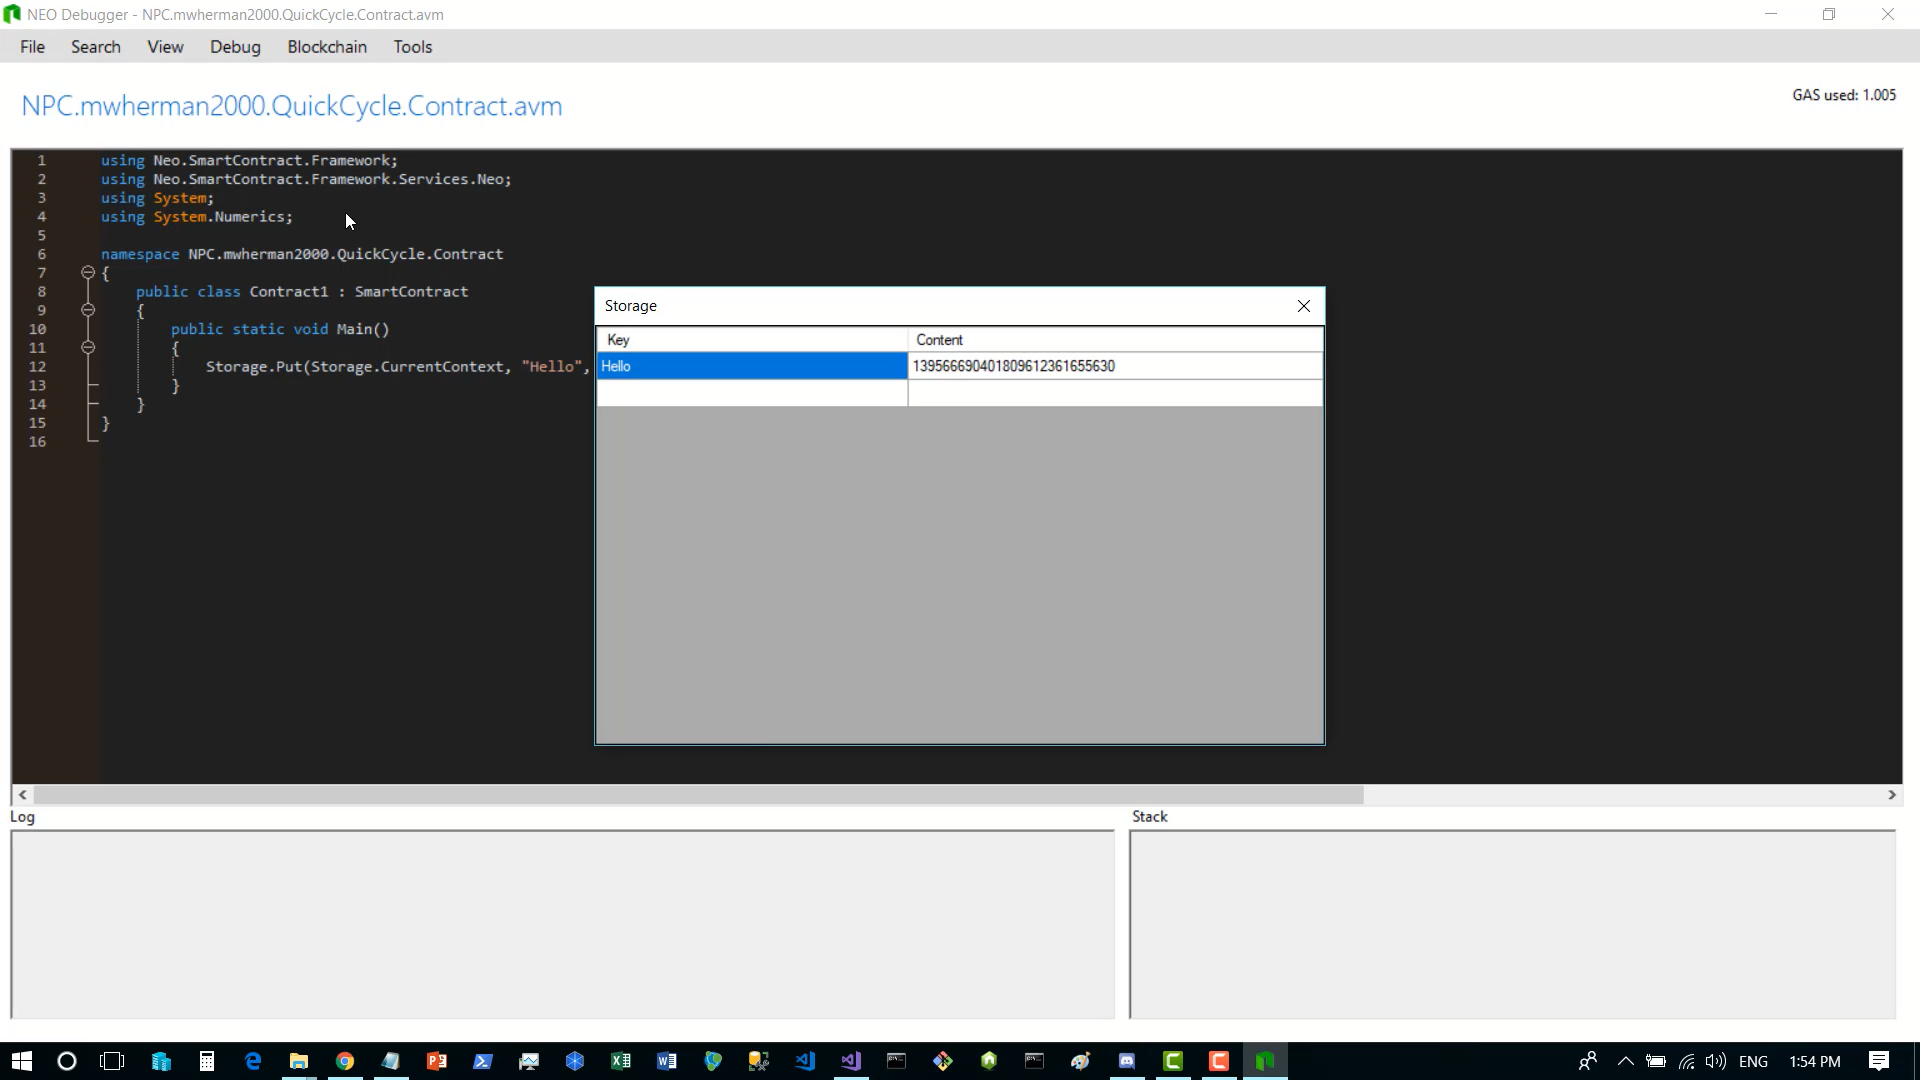 NEO Debugger - NPC.mwherman2000.QuickCycle.Contract.avm
File Search View Debug Blockchain Tools
NPC.mwherman2000.QuickCycle.Contract.avm
GAS used: 1.005
1 using Neo.SmartContract.Framework;
2 using Neo.SmartContract.Framework.Services.Neo;
3 using System;
4 using System.Numerics;
5
6 namespace NPC.mwherman2000.QuickCycle.Contract
7 {
8 public class Contract1 : SmartContract
9 {
10 public static void Main()
11 {
12 Storage.Put(Storage.CurrentContext, "Hello",
13 }
14 }
15 }
16
Storage
Key Content
Hello 139566690401809612361655630
Log
Stack
ENG 1:54 PM